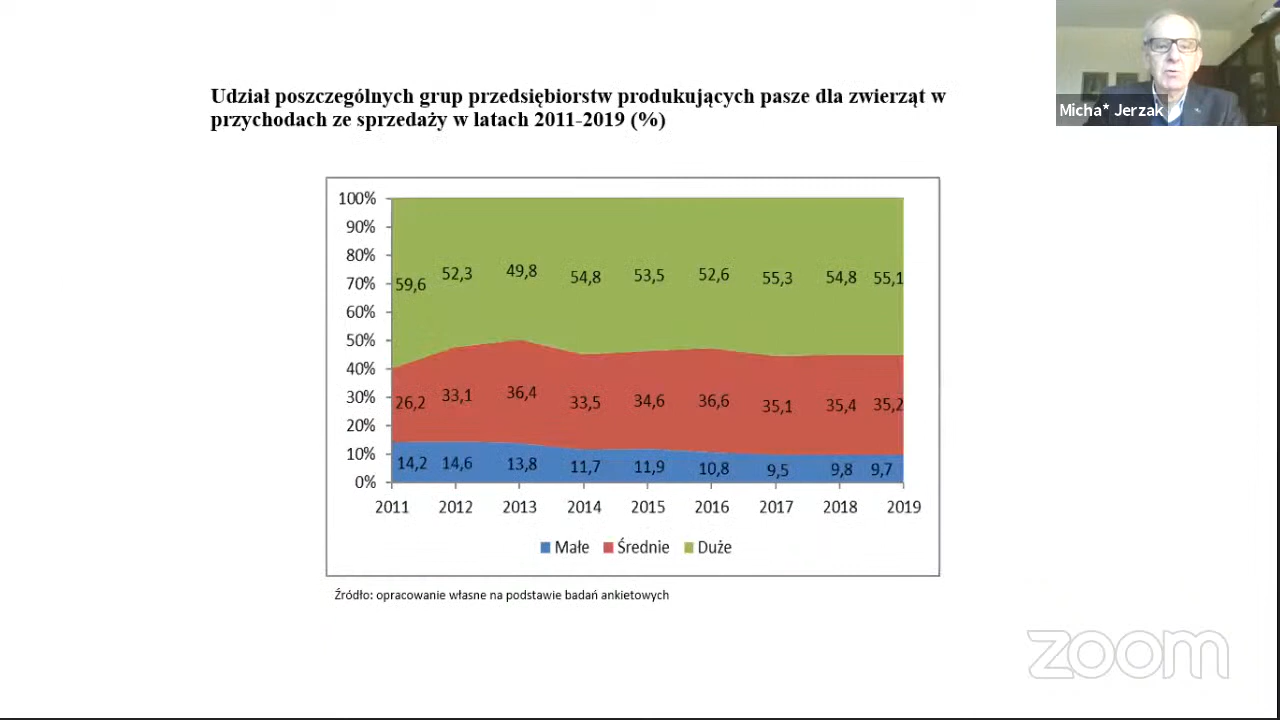 Udział poszczególnych grup przedsiębiorstw produkujących pasze dla zwierząt w
przychodach ze sprzedaży w latach 2011-2019 (%)
Micha* Jerzak
100%
90%
80%
70%
60%
50%
40%
30%
20%
10%
0%
59,6 52,3 49,8 54,8 53,5 52,6 55,3 54,8 55,1
26,2 33,1 36,4 33,5 34,6 36,6 35,1 35,4 35,2
14,2 14,6 13,8 11,7 11,9 10,8 9,5 9,8 9,7
2011 2012 2013 2014 2015 2016 2017 2018 2019
Małe Średnie Duże
Źródło: opracowanie własne na podstawie badań ankietowych
zoom